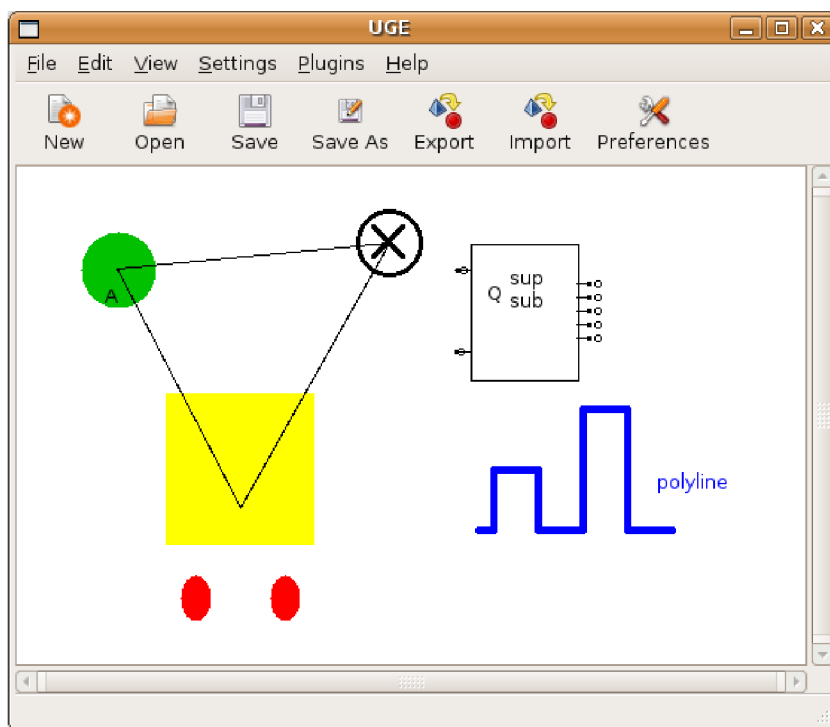 UGE
File Edit View Settings Plugins Help
New Open Save Save As Export Import Preferences
A
Q sup
sub
polyline